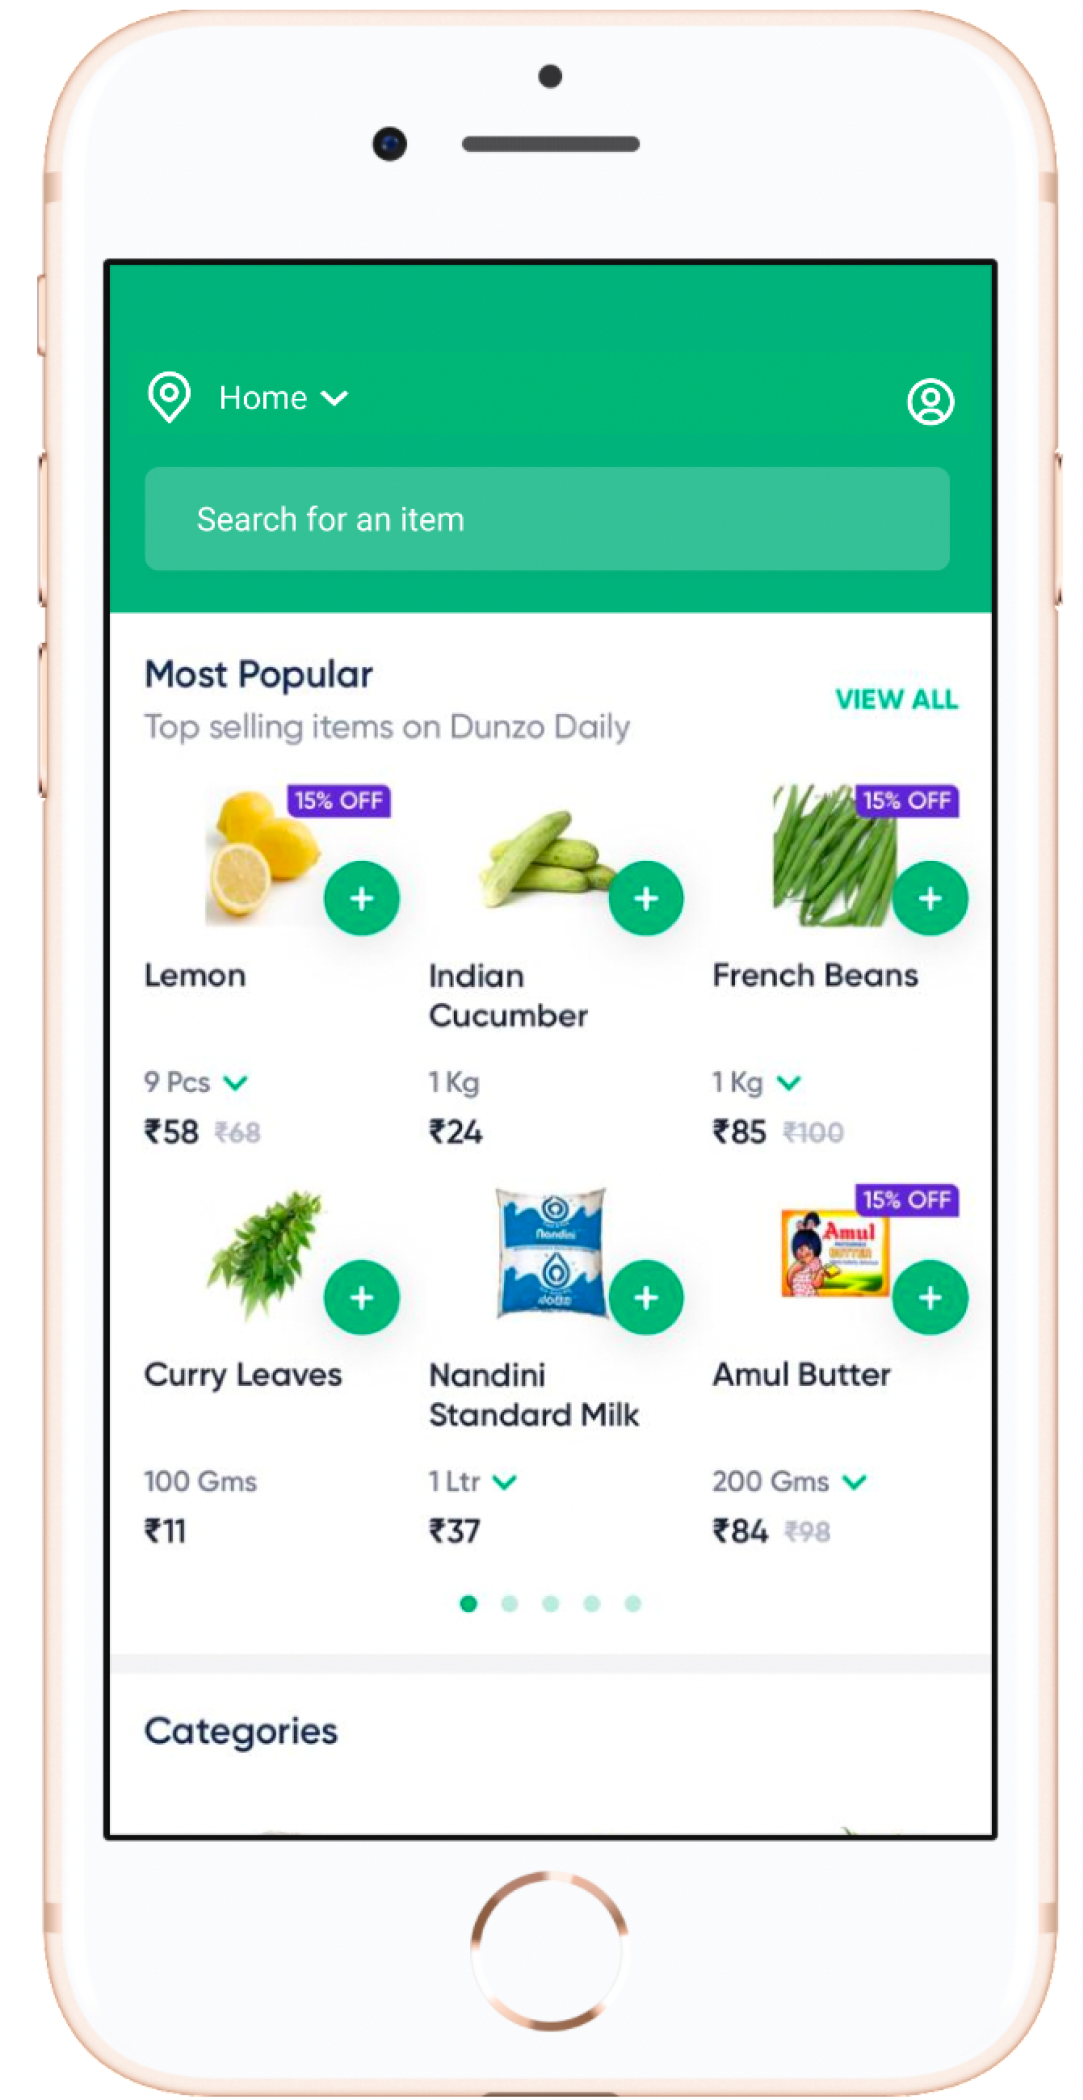 Home
Search for an item
Most Popular
VIEW ALL
Top selling items on Dunzo Daily
15% OFF
15% OFF
Lemon
Indian
Cucumber
French Beans
9 Pcs
1 Kg
1 Kg
₹58 ₹68
₹24
₹85 ₹100
15% OFF
Nandini
Amul
BUTTER
Curry Leaves
Nandini
Standard Milk
Amul Butter
100 Gms
1 Ltr
200 Gms
₹11
₹37
₹84 ₹98
Categories